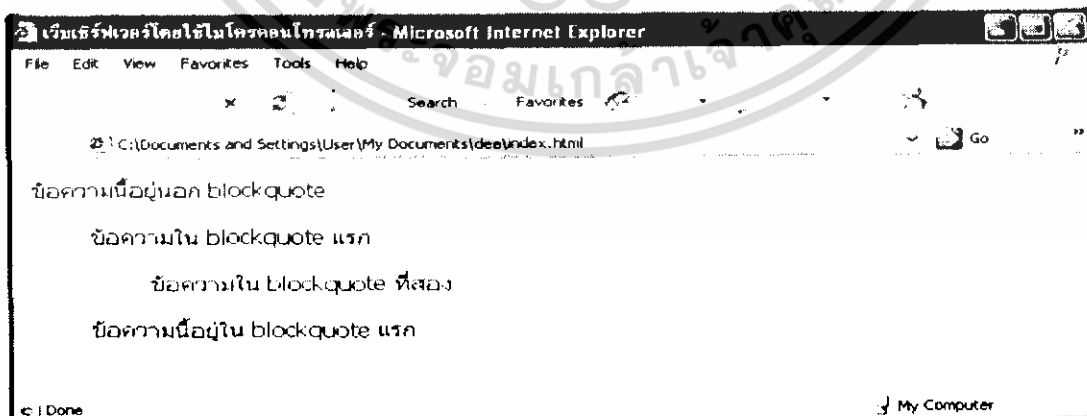 เว็บเซิร์ฟเวอร์โดยใช้ไมโครคอนโทรลเลอร์ - Microsoft Internet Explorer
File Edit View Favorites Tools Help
Search Favorites
C:\Documents and Settings\User\My Documents\dee\index.html Go
ข้อความนี้อยู่นอก blockquote
ข้อความใน blockquote แรก
ข้อความใน blockquote ที่สอง
ข้อความนี้อยู่ใน blockquote แรก
Done My Computer